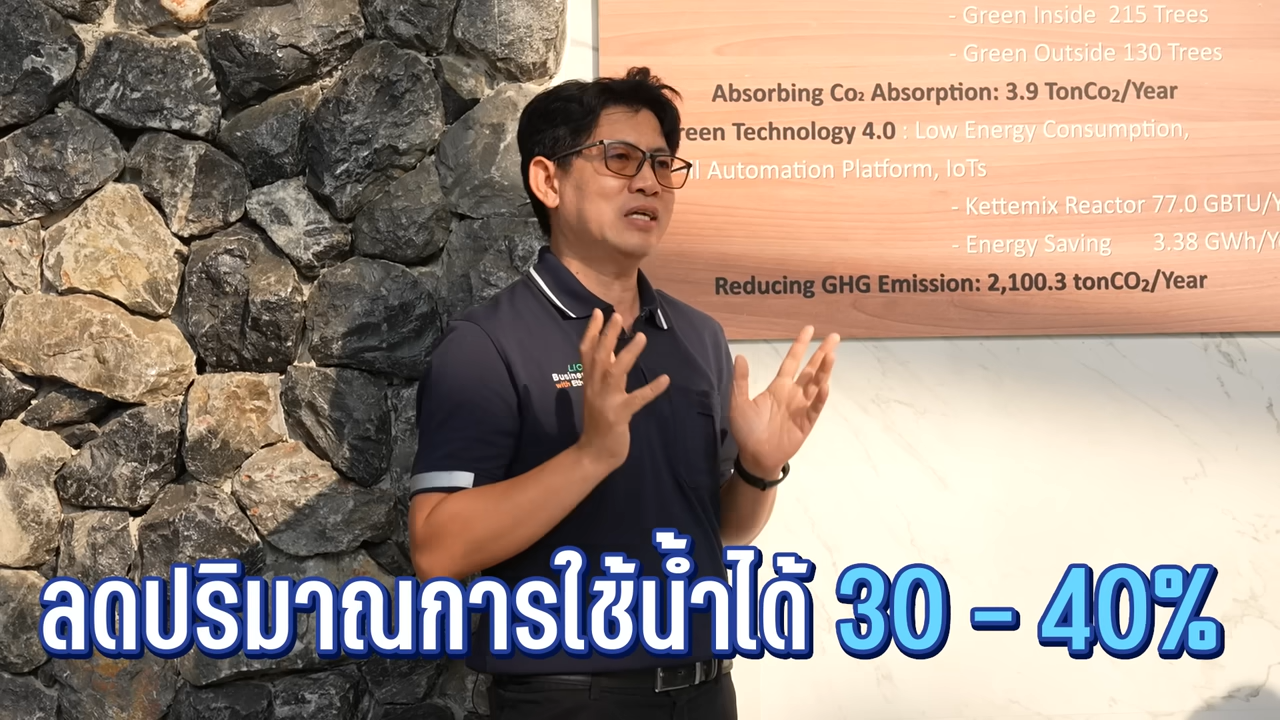 - Green Inside 215 Trees
- Green Outside 130 Trees
Absorbing Co₂ Absorption: 3.9 TonCo₂/Year
Technology 4.0 : Low Energy Consumption,
Automation Platform, IoTs
- Kettemix Reactor 77.0 GBTU/
- Energy Saving 3.38 GWh/
Reducing GHG Emission: 2,100.3 tonCO₂/Year
with
ลดปริมาณการใช้น้ำได้ 30 - 40%